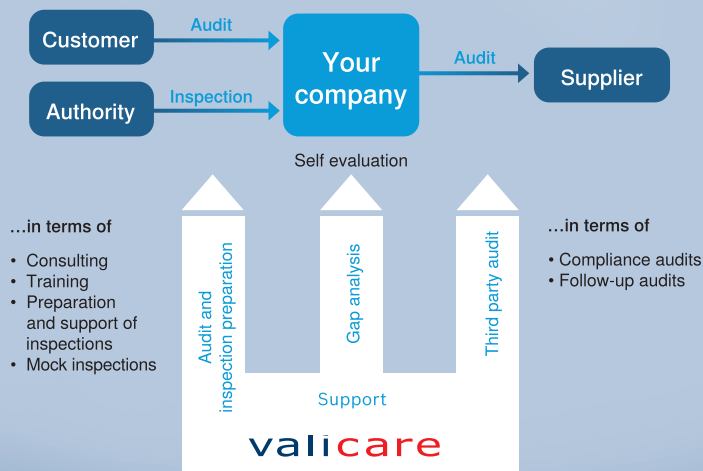 Customer
Audit
Your
company
Audit
Supplier
Authority
Inspection
Self evaluation
…in terms of
• Consulting
• Training
• Preparation
and support of
inspections
• Mock inspections
Audit and
inspection preparation
Gap analysis
Third party audit
…in terms of
• Compliance audits
• Follow-up audits
Support
valicare